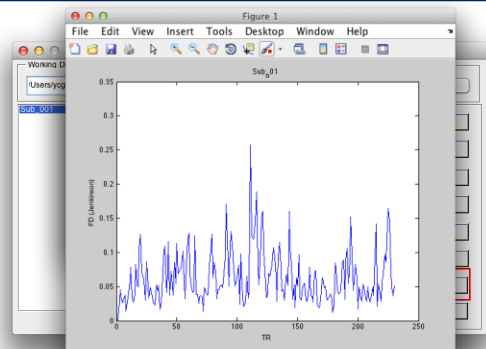 Figure 1
File Edit View Insert Tools Desktop Window Help
Working D
/Users/ycg
Sub_001
Sub_001
0.35
0.3
0.25
0.2
0.15
0.1
0.05
0
FD (Jenkinson)
0 50 100 150 200 250
TR